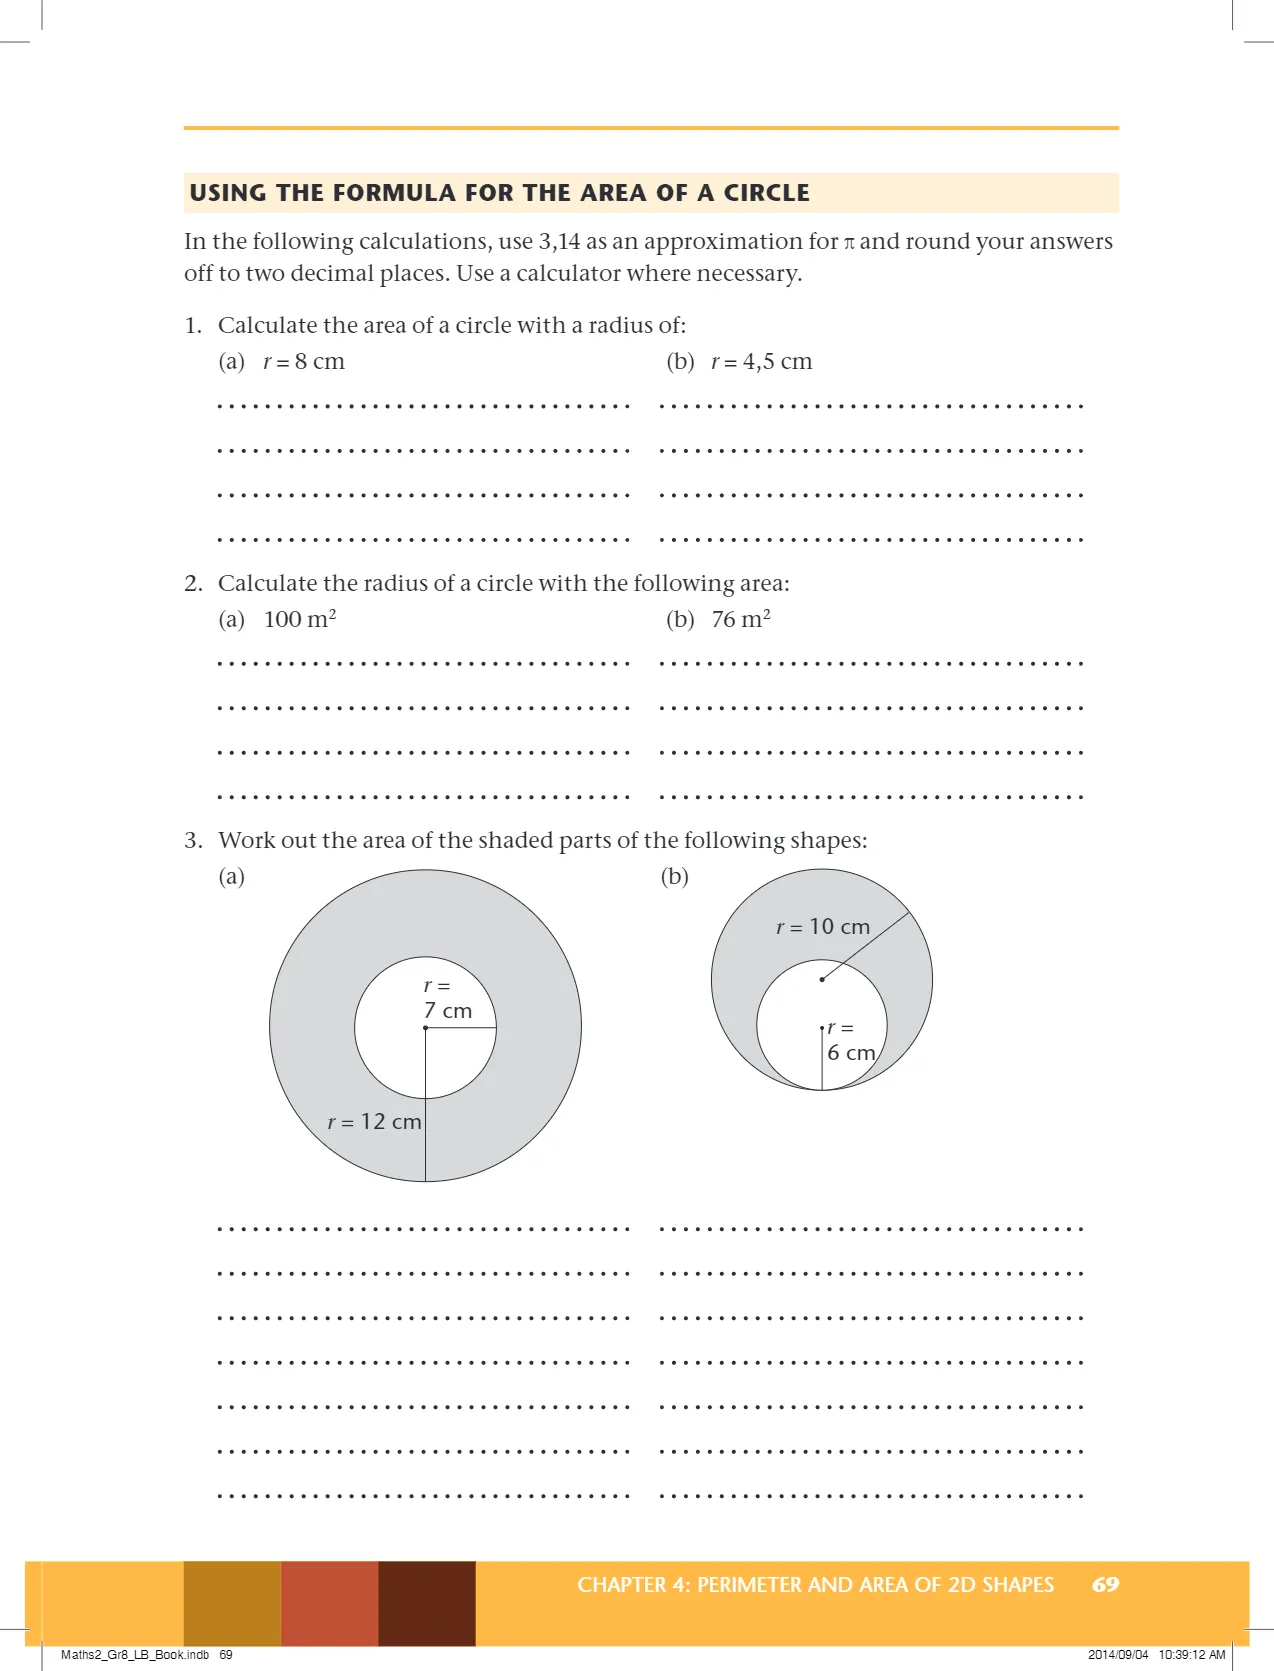 USING THE FORMULA FOR THE AREA OF A CIRCLE
In the following calculations, use 3,14 as an approximation for π and round your answers
off to two decimal places. Use a calculator where necessary.
1. Calculate the area of a circle with a radius of:
(a) r = 8 cm (b) r = 4,5 cm
2. Calculate the radius of a circle with the following area:
(a) 100 m² (b) 76 m²
3. Work out the area of the shaded parts of the following shapes:
(a)
r =
7 cm
r = 12 cm
(b)
r = 10 cm
r =
6 cm
CHAPTER 4: PERIMETER AND AREA OF 2D SHAPES 69
Maths2_Gr8_LB_Book.indb 69 2014/09/04 10:39:12 AM